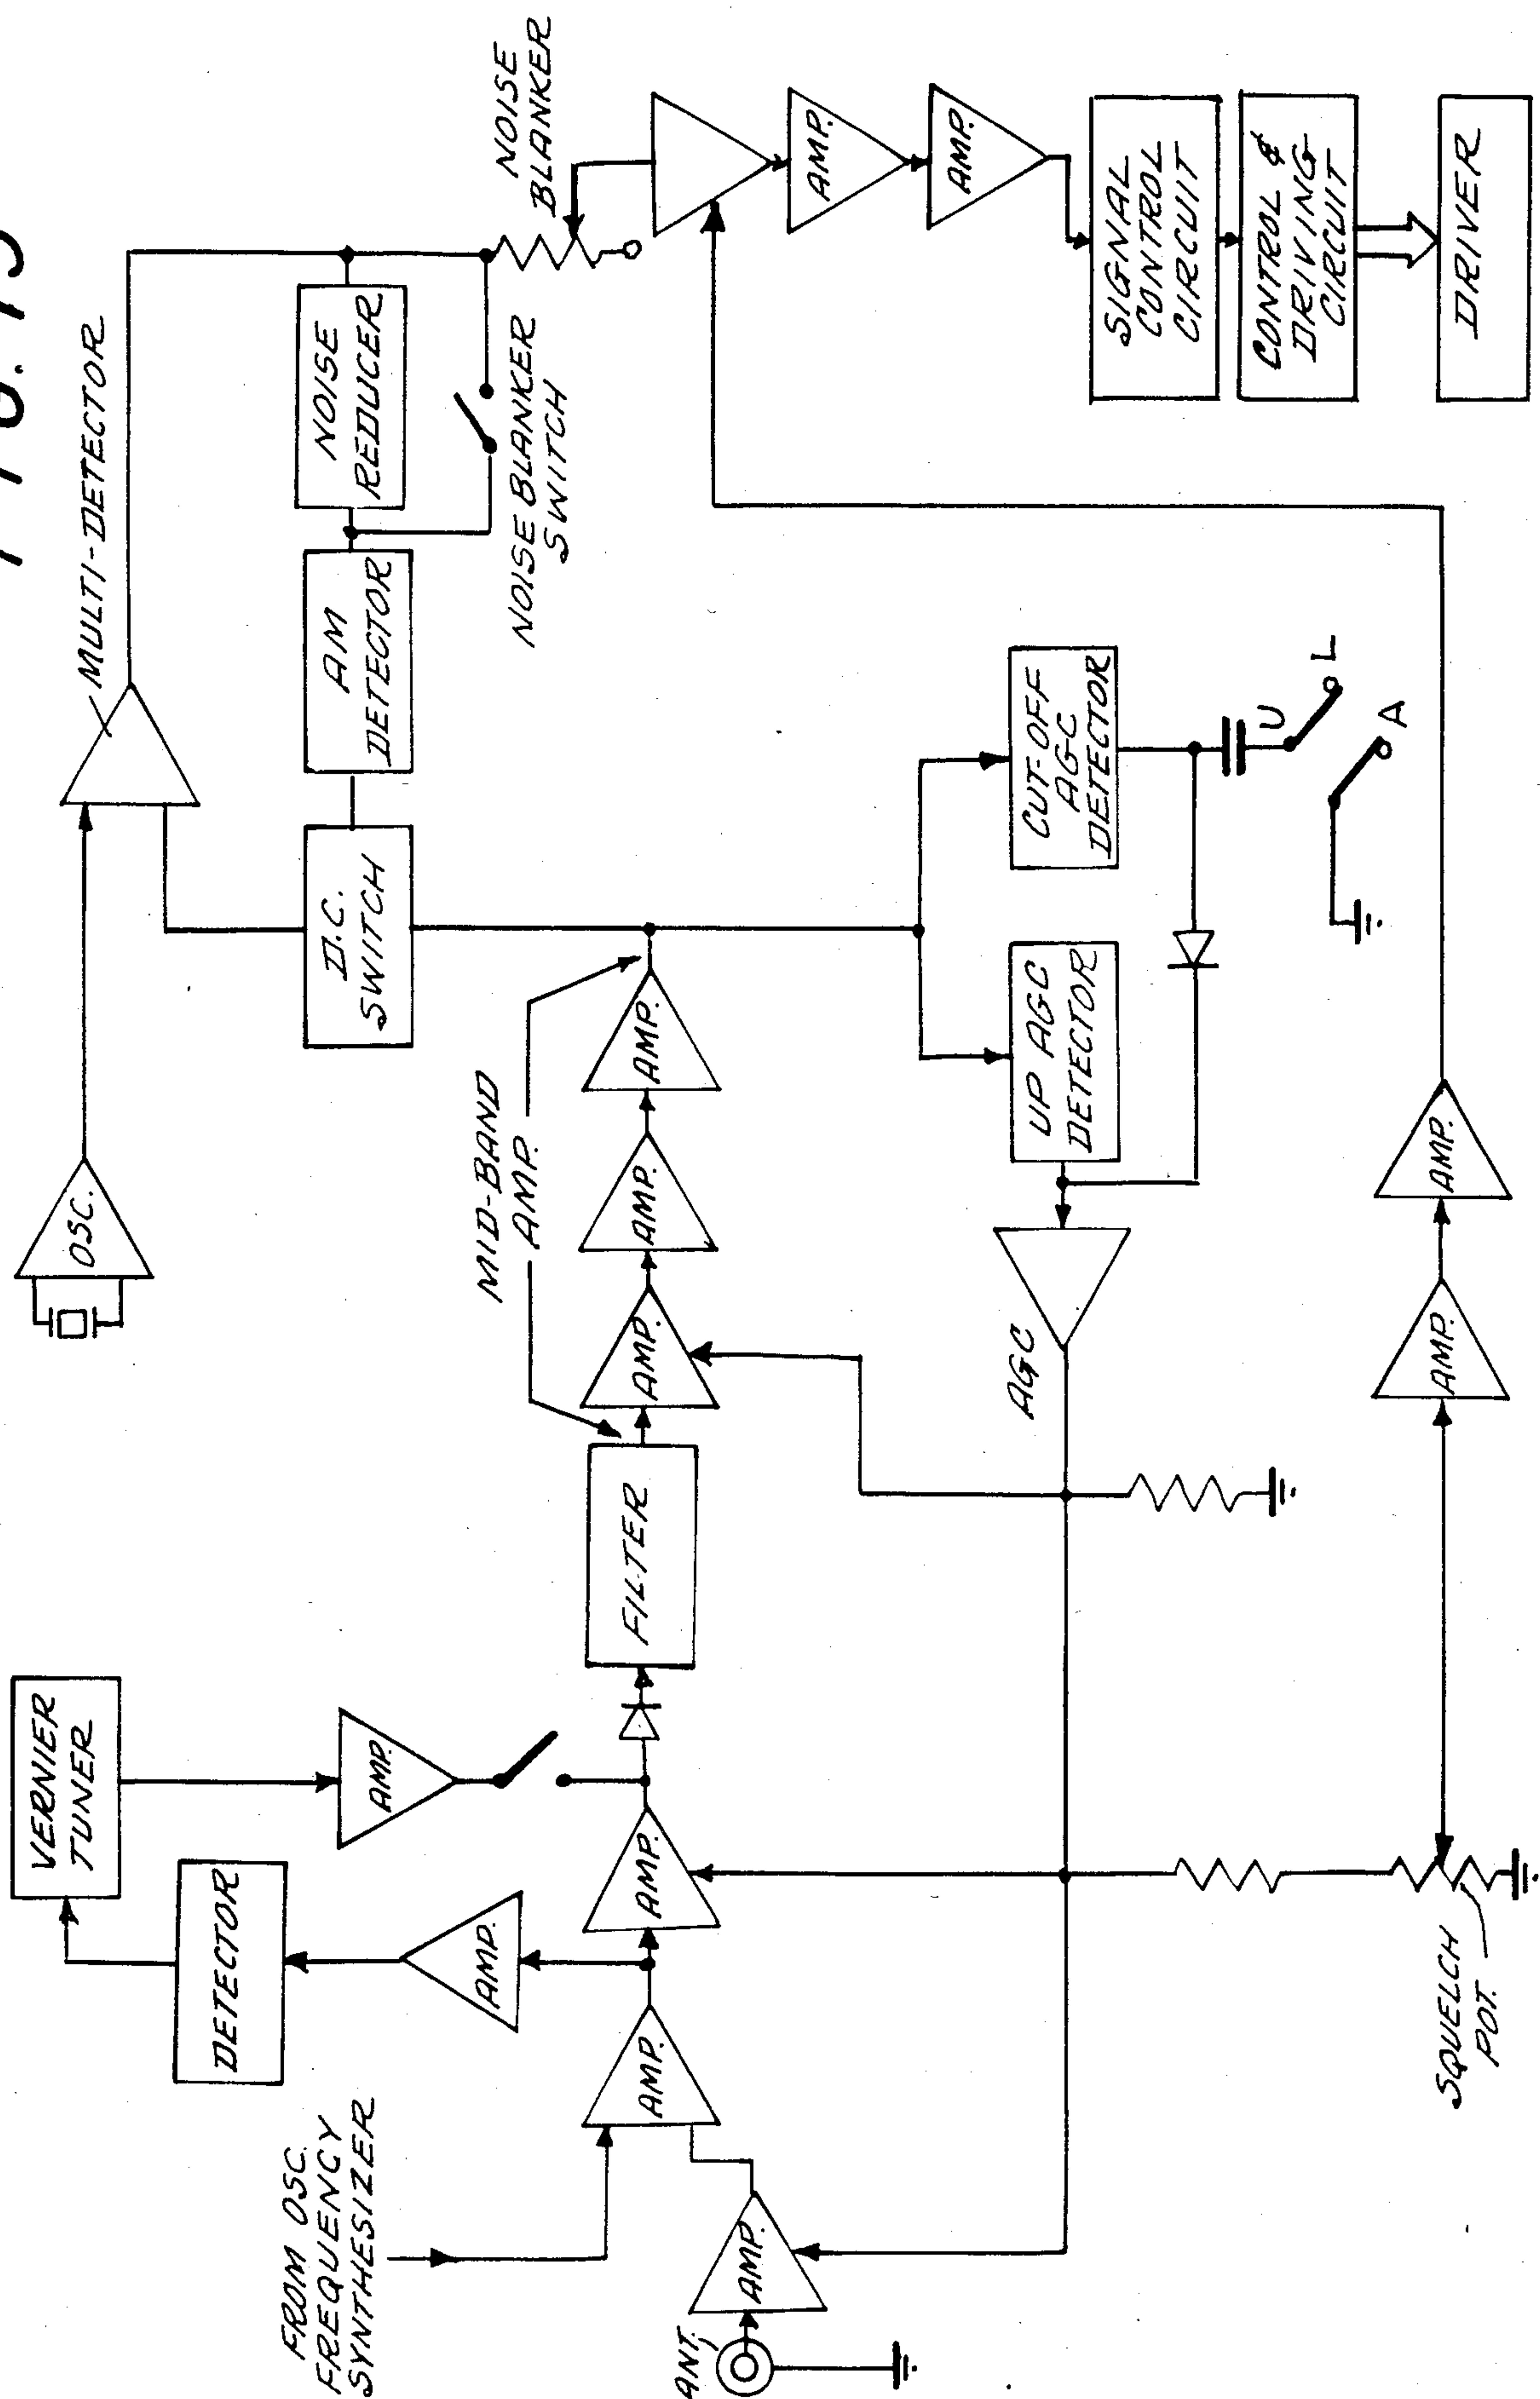 MULTI-DETECTOR
OSC.
NOISE
REDUCER
AM
DETECTOR
D.C.
SWITCH
NOISE
BLANKER
NOISE BLANKER
SWITCH
VERNIER
TUNER
DETECTOR
AMP.
AMP.
MID-BAND
AMP.
FROM OSC.
FREQUENCY
SYNTHESIZER
ANT.
AMP.
AMP.
AMP.
FILTER
AMP.
AMP.
AMP.
AMP.
AMP.
UP AGC
DETECTOR
CUT-OFF
AGC
DETECTOR
AGC
U
L
A
SIGNAL
CONTROL
CIRCUIT
CONTROL &
DRIVING
CIRCUIT
DRIVER
SQUELCH
POT.
AMP.
AMP.